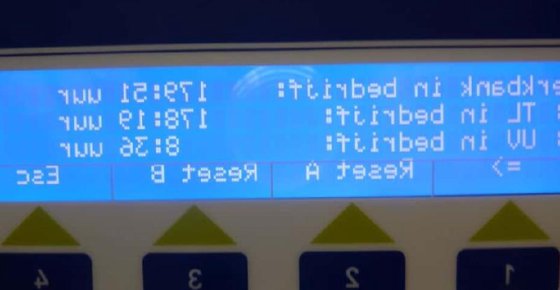 erkbank in bedrijf: 179:51 uur
TL in bedrijf: 178:19 uur
UV in bedrijf: 8:36 uur
=> Reset A Reset B Esc
1 2 3 4